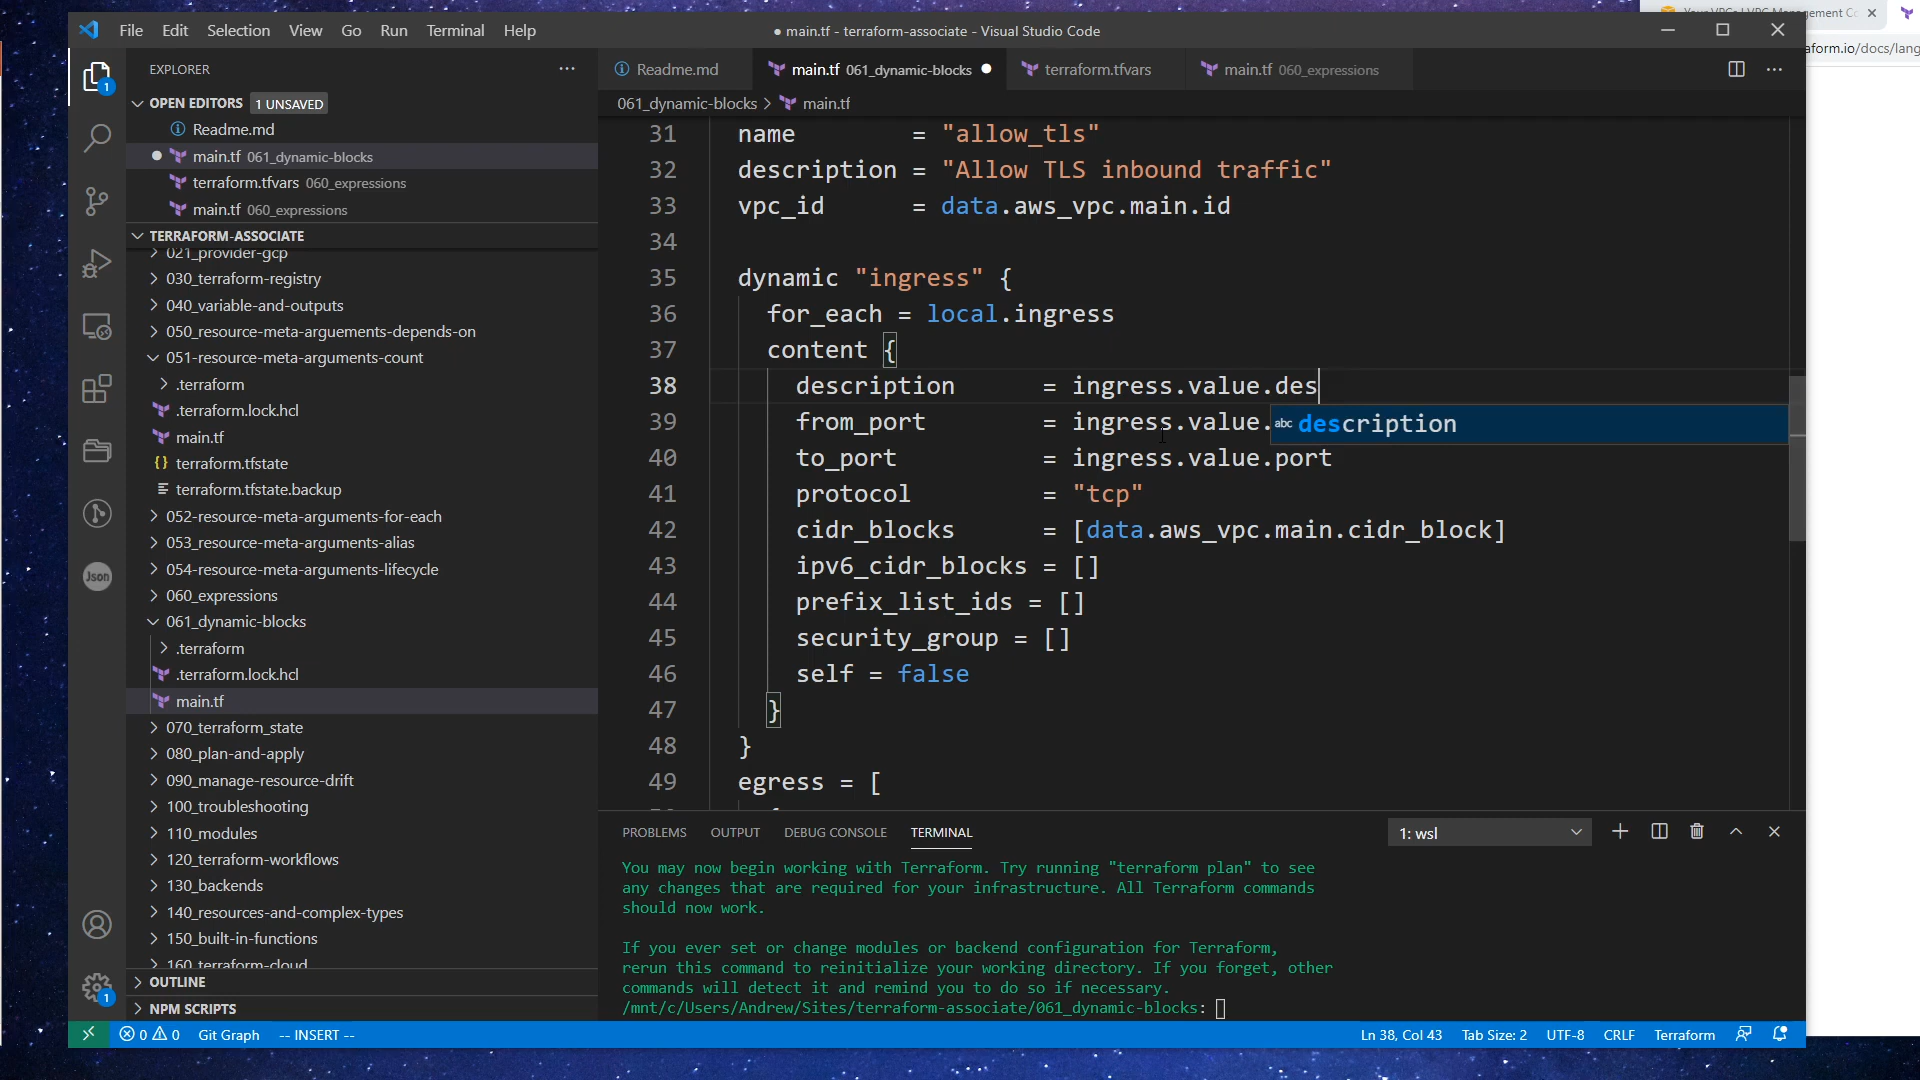 Your VPCs | VPC Management Co
aform.io/docs/lang
File Edit Selection View Go Run Terminal Help
● main.tf - terraform-associate - Visual Studio Code
EXPLORER
OPEN EDITORS 1 UNSAVED
Readme.md
main.tf 061_dynamic-blocks
terraform.tfvars 060_expressions
main.tf 060_expressions
TERRAFORM-ASSOCIATE
021_provider-gcp
030_terraform-registry
040_variable-and-outputs
050_resource-meta-arguements-depends-on
051-resource-meta-arguments-count
.terraform
.terraform.lock.hcl
main.tf
terraform.tfstate
terraform.tfstate.backup
052-resource-meta-arguments-for-each
053_resource-meta-arguments-alias
054-resource-meta-arguments-lifecycle
060_expressions
061_dynamic-blocks
.terraform
.terraform.lock.hcl
main.tf
070_terraform_state
080_plan-and-apply
090_manage-resource-drift
100_troubleshooting
110_modules
120_terraform-workflows
130_backends
140_resources-and-complex-types
150_built-in-functions
160_terraform-cloud
OUTLINE
NPM SCRIPTS
1
Json
1
Readme.md main.tf 061_dynamic-blocks ● terraform.tfvars main.tf 060_expressions
061_dynamic-blocks > main.tf
31 name = "allow_tls"
32 description = "Allow TLS inbound traffic"
33 vpc_id = data.aws_vpc.main.id
34
35 dynamic "ingress" {
36 for_each = local.ingress
37 content {
38 description = ingress.value.des
39 from_port = ingress.value.
abc description
40 to_port = ingress.value.port
41 protocol = "tcp"
42 cidr_blocks = [data.aws_vpc.main.cidr_block]
43 ipv6_cidr_blocks = []
44 prefix_list_ids = []
45 security_group = []
46 self = false
47 }
48 }
49 egress = [
PROBLEMS OUTPUT DEBUG CONSOLE TERMINAL 1: wsl
You may now begin working with Terraform. Try running "terraform plan" to see
any changes that are required for your infrastructure. All Terraform commands
should now work.
If you ever set or change modules or backend configuration for Terraform,
rerun this command to reinitialize your working directory. If you forget, other
commands will detect it and remind you to do so if necessary.
/mnt/c/Users/Andrew/Sites/terraform-associate/061_dynamic-blocks:
0 0 Git Graph -- INSERT -- Ln 38, Col 43 Tab Size: 2 UTF-8 CRLF Terraform